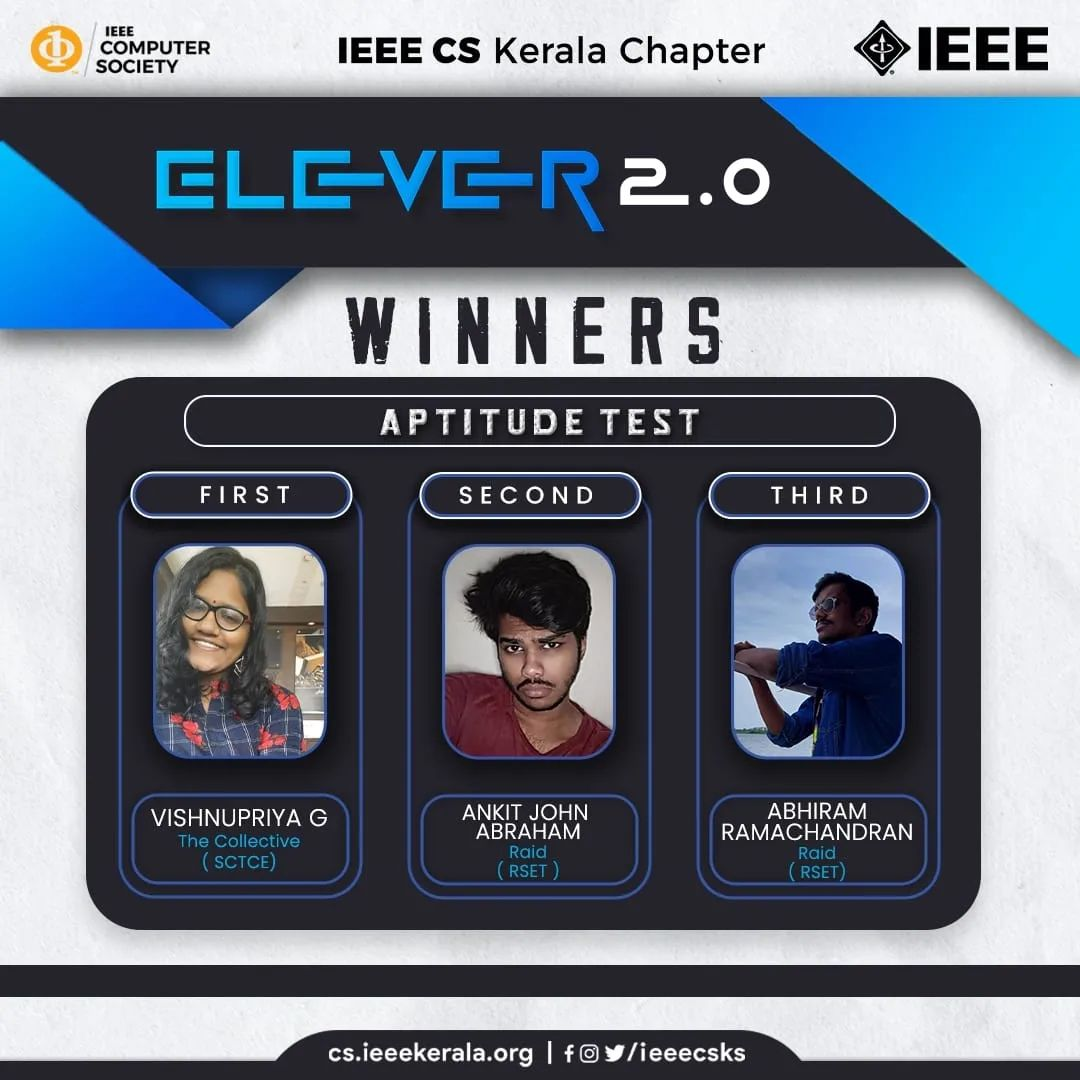 IEEE
COMPUTER
SOCIETY
IEEE CS Kerala Chapter
IEEE
ELEVER 2.0
WINNERS
APTITUDE TEST
FIRST
SECOND
THIRD
VISHNUPRIYA G
The Collective
( SCTCE)
ANKIT JOHN
ABRAHAM
Raid
( RSET )
ABHIRAM
RAMACHANDRAN
Raid
( RSET)
cs.ieeekerala.org | /ieeecsks